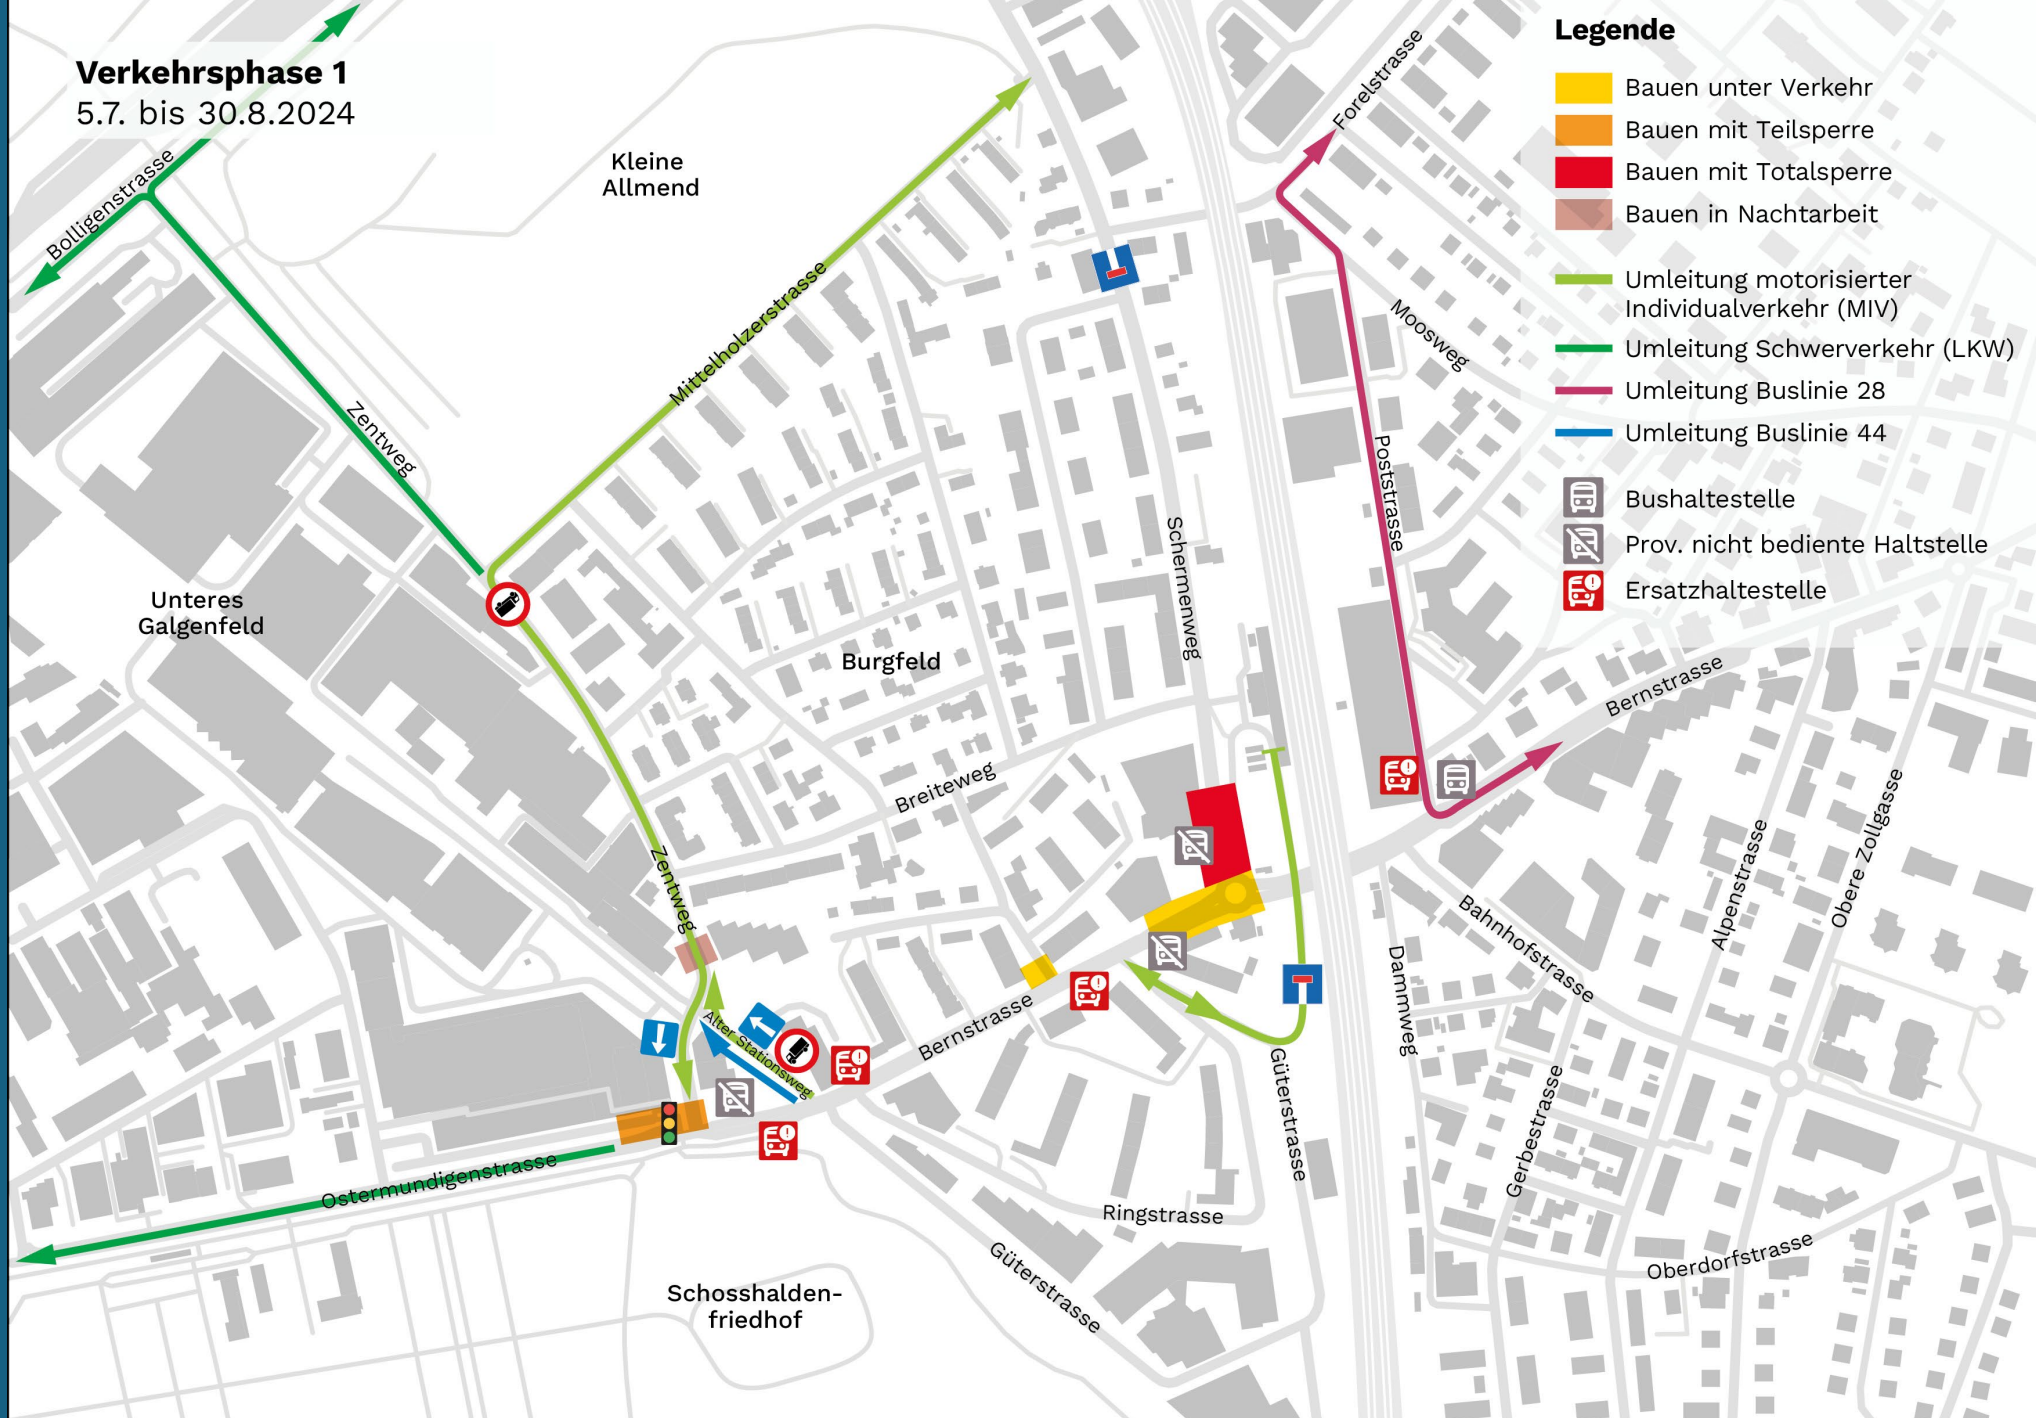 Verkehrsphase 1
5.7. bis 30.8.2024
Legende
Bauen unter Verkehr
Bauen mit Teilsperre
Bauen mit Totalsperre
Bauen in Nachtarbeit
Umleitung motorisierter
Individualverkehr (MIV)
Umleitung Schwerverkehr (LKW)
Umleitung Buslinie 28
Umleitung Buslinie 44
Bushaltestelle
Prov. nicht bediente Haltstelle
Ersatzhaltestelle
Bolligenstrasse
Kleine
Allmend
Forelstrasse
Mittelholzerstrasse
Moosweg
Zentweg
Poststrasse
Schermenweg
Unteres
Galgenfeld
Burgfeld
Bernstrasse
Breiteweg
Zentweg
Alpenstrasse
Obere Zollgasse
Bahnhofstrasse
Dammweg
Alter Stationsweg
Bernstrasse
Güterstrasse
Gerbestrasse
Ostermundigenstrasse
Ringstrasse
Oberdorfstrasse
Güterstrasse
Schosshalden-
friedhof